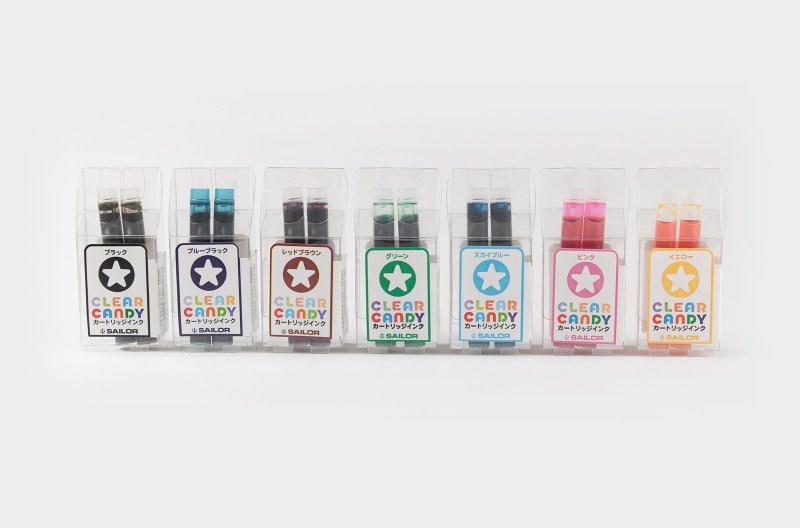 ブラック
CLEAR
CANDY
カートリッジインク
SAILOR
ブルーブラック
CLEAR
CANDY
カートリッジインク
SAILOR
レッドブラウン
CLEAR
CANDY
カートリッジインク
SAILOR
グリーン
CLEAR
CANDY
カートリッジインク
SAILOR
スカイブルー
CLEAR
CANDY
カートリッジインク
SAILOR
ピンク
CLEAR
CANDY
カートリッジインク
SAILOR
イエロー
CLEAR
CANDY
カートリッジインク
SAILOR